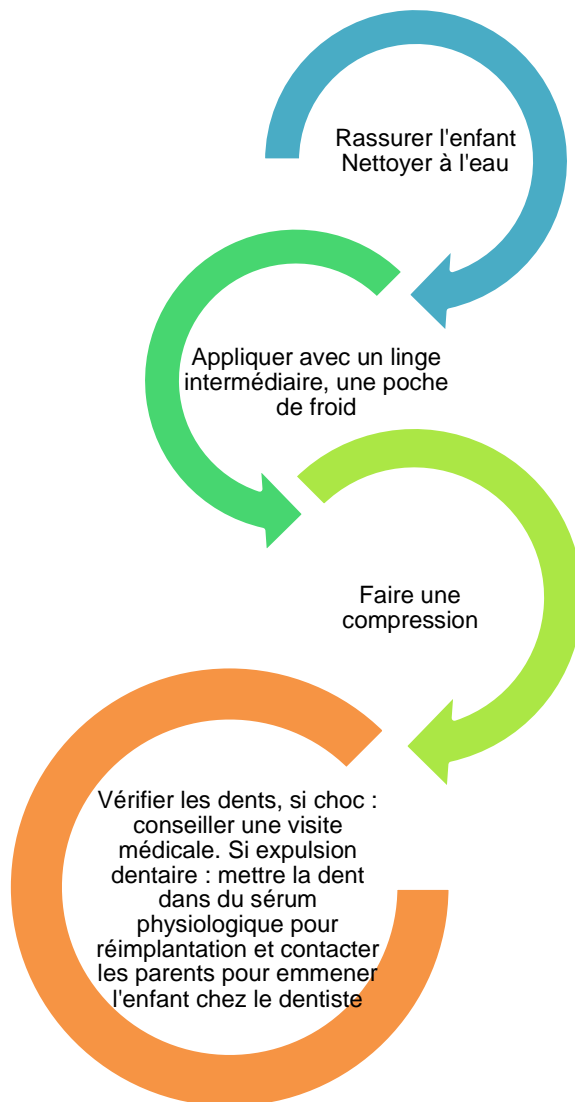 Rassurer l'enfant
Nettoyer à l'eau
Appliquer avec un linge
intermédiaire, une poche
de froid
Faire une
compression
Vérifier les dents, si choc :
conseiller une visite
médicale. Si expulsion
dentaire : mettre la dent
dans du sérum
physiologique pour
réimplantation et contacter
les parents pour emmener
l'enfant chez le dentiste